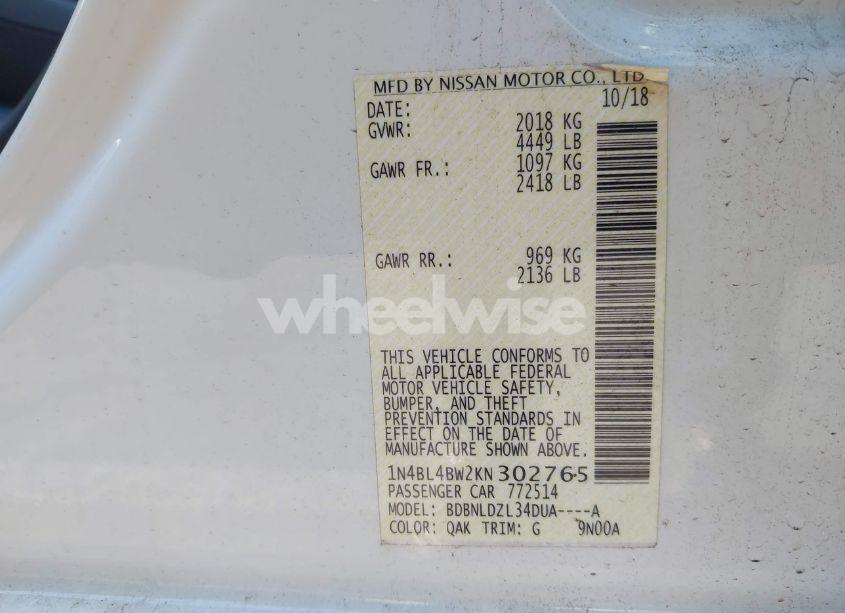 MFD BY NISSAN MOTOR CO., LTD.
DATE: 10/18
GVWR: 2018 KG
4449 LB
GAWR FR.: 1097 KG
2418 LB
GAWR RR.: 969 KG
2136 LB
wheelwise
THIS VEHICLE CONFORMS TO
ALL APPLICABLE FEDERAL
MOTOR VEHICLE SAFETY,
BUMPER, AND THEFT
PREVENTION STANDARDS IN
EFFECT ON THE DATE OF
MANUFACTURE SHOWN ABOVE.
1N4BL4BW2KN302765
PASSENGER CAR 772514
MODEL: BDBNLDZL34DUA----A
COLOR: QAK TRIM: G 9N00A